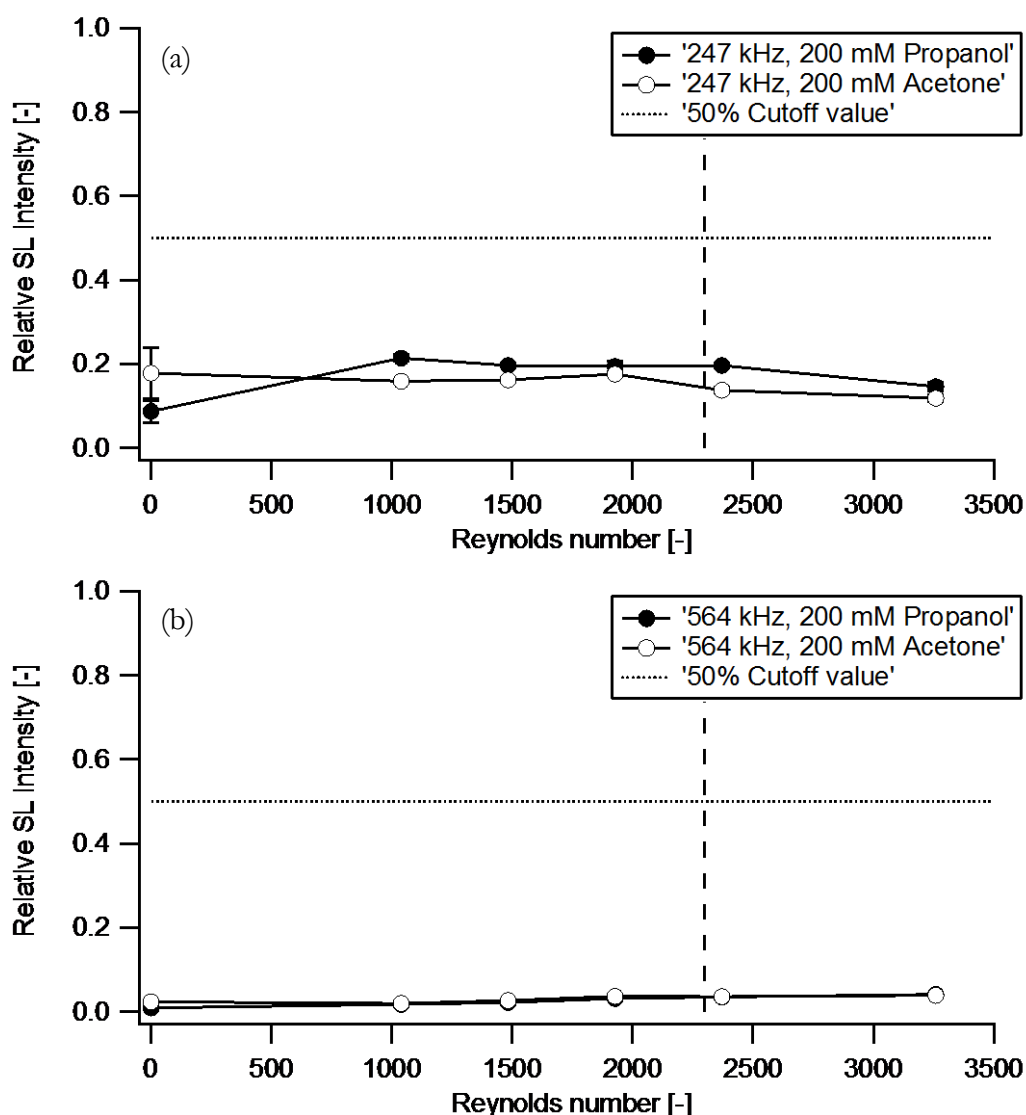 (a)
'247 kHz, 200 mM Propanol'
'247 kHz, 200 mM Acetone'
'50% Cutoff value'
Relative SL Intensity [-]
1.0
0.8
0.6
0.4
0.2
0.0
0 500 1000 1500 2000 2500 3000 3500
Reynolds number [-]
(b)
'564 kHz, 200 mM Propanol'
'564 kHz, 200 mM Acetone'
'50% Cutoff value'
Relative SL Intensity [-]
1.0
0.8
0.6
0.4
0.2
0.0
0 500 1000 1500 2000 2500 3000 3500
Reynolds number [-]